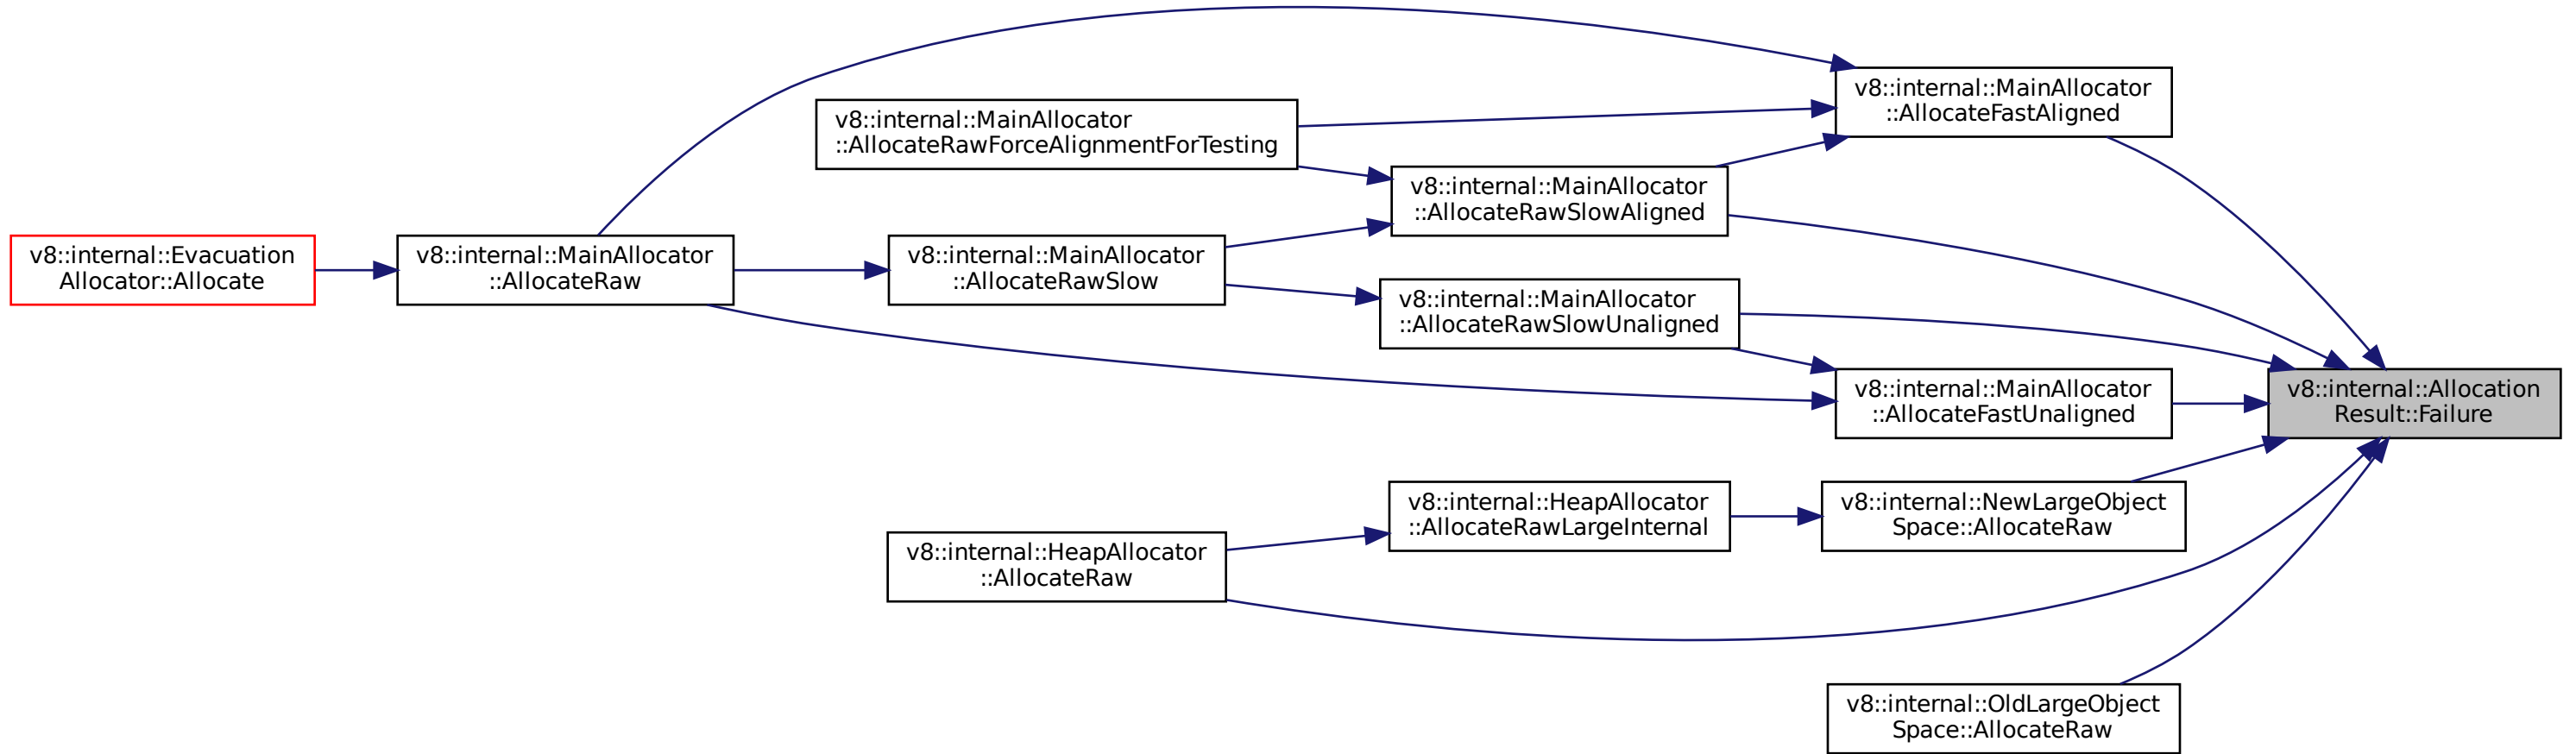 v8::internal::MainAllocator
::AllocateFastAligned
v8::internal::MainAllocator
::AllocateRawForceAlignmentForTesting
v8::internal::MainAllocator
::AllocateRawSlowAligned
v8::internal::Evacuation
Allocator::Allocate
v8::internal::MainAllocator
::AllocateRaw
v8::internal::MainAllocator
::AllocateRawSlow
v8::internal::MainAllocator
::AllocateRawSlowUnaligned
v8::internal::MainAllocator
::AllocateFastUnaligned
v8::internal::Allocation
Result::Failure
v8::internal::HeapAllocator
::AllocateRawLargeInternal
v8::internal::NewLargeObject
Space::AllocateRaw
v8::internal::HeapAllocator
::AllocateRaw
v8::internal::OldLargeObject
Space::AllocateRaw